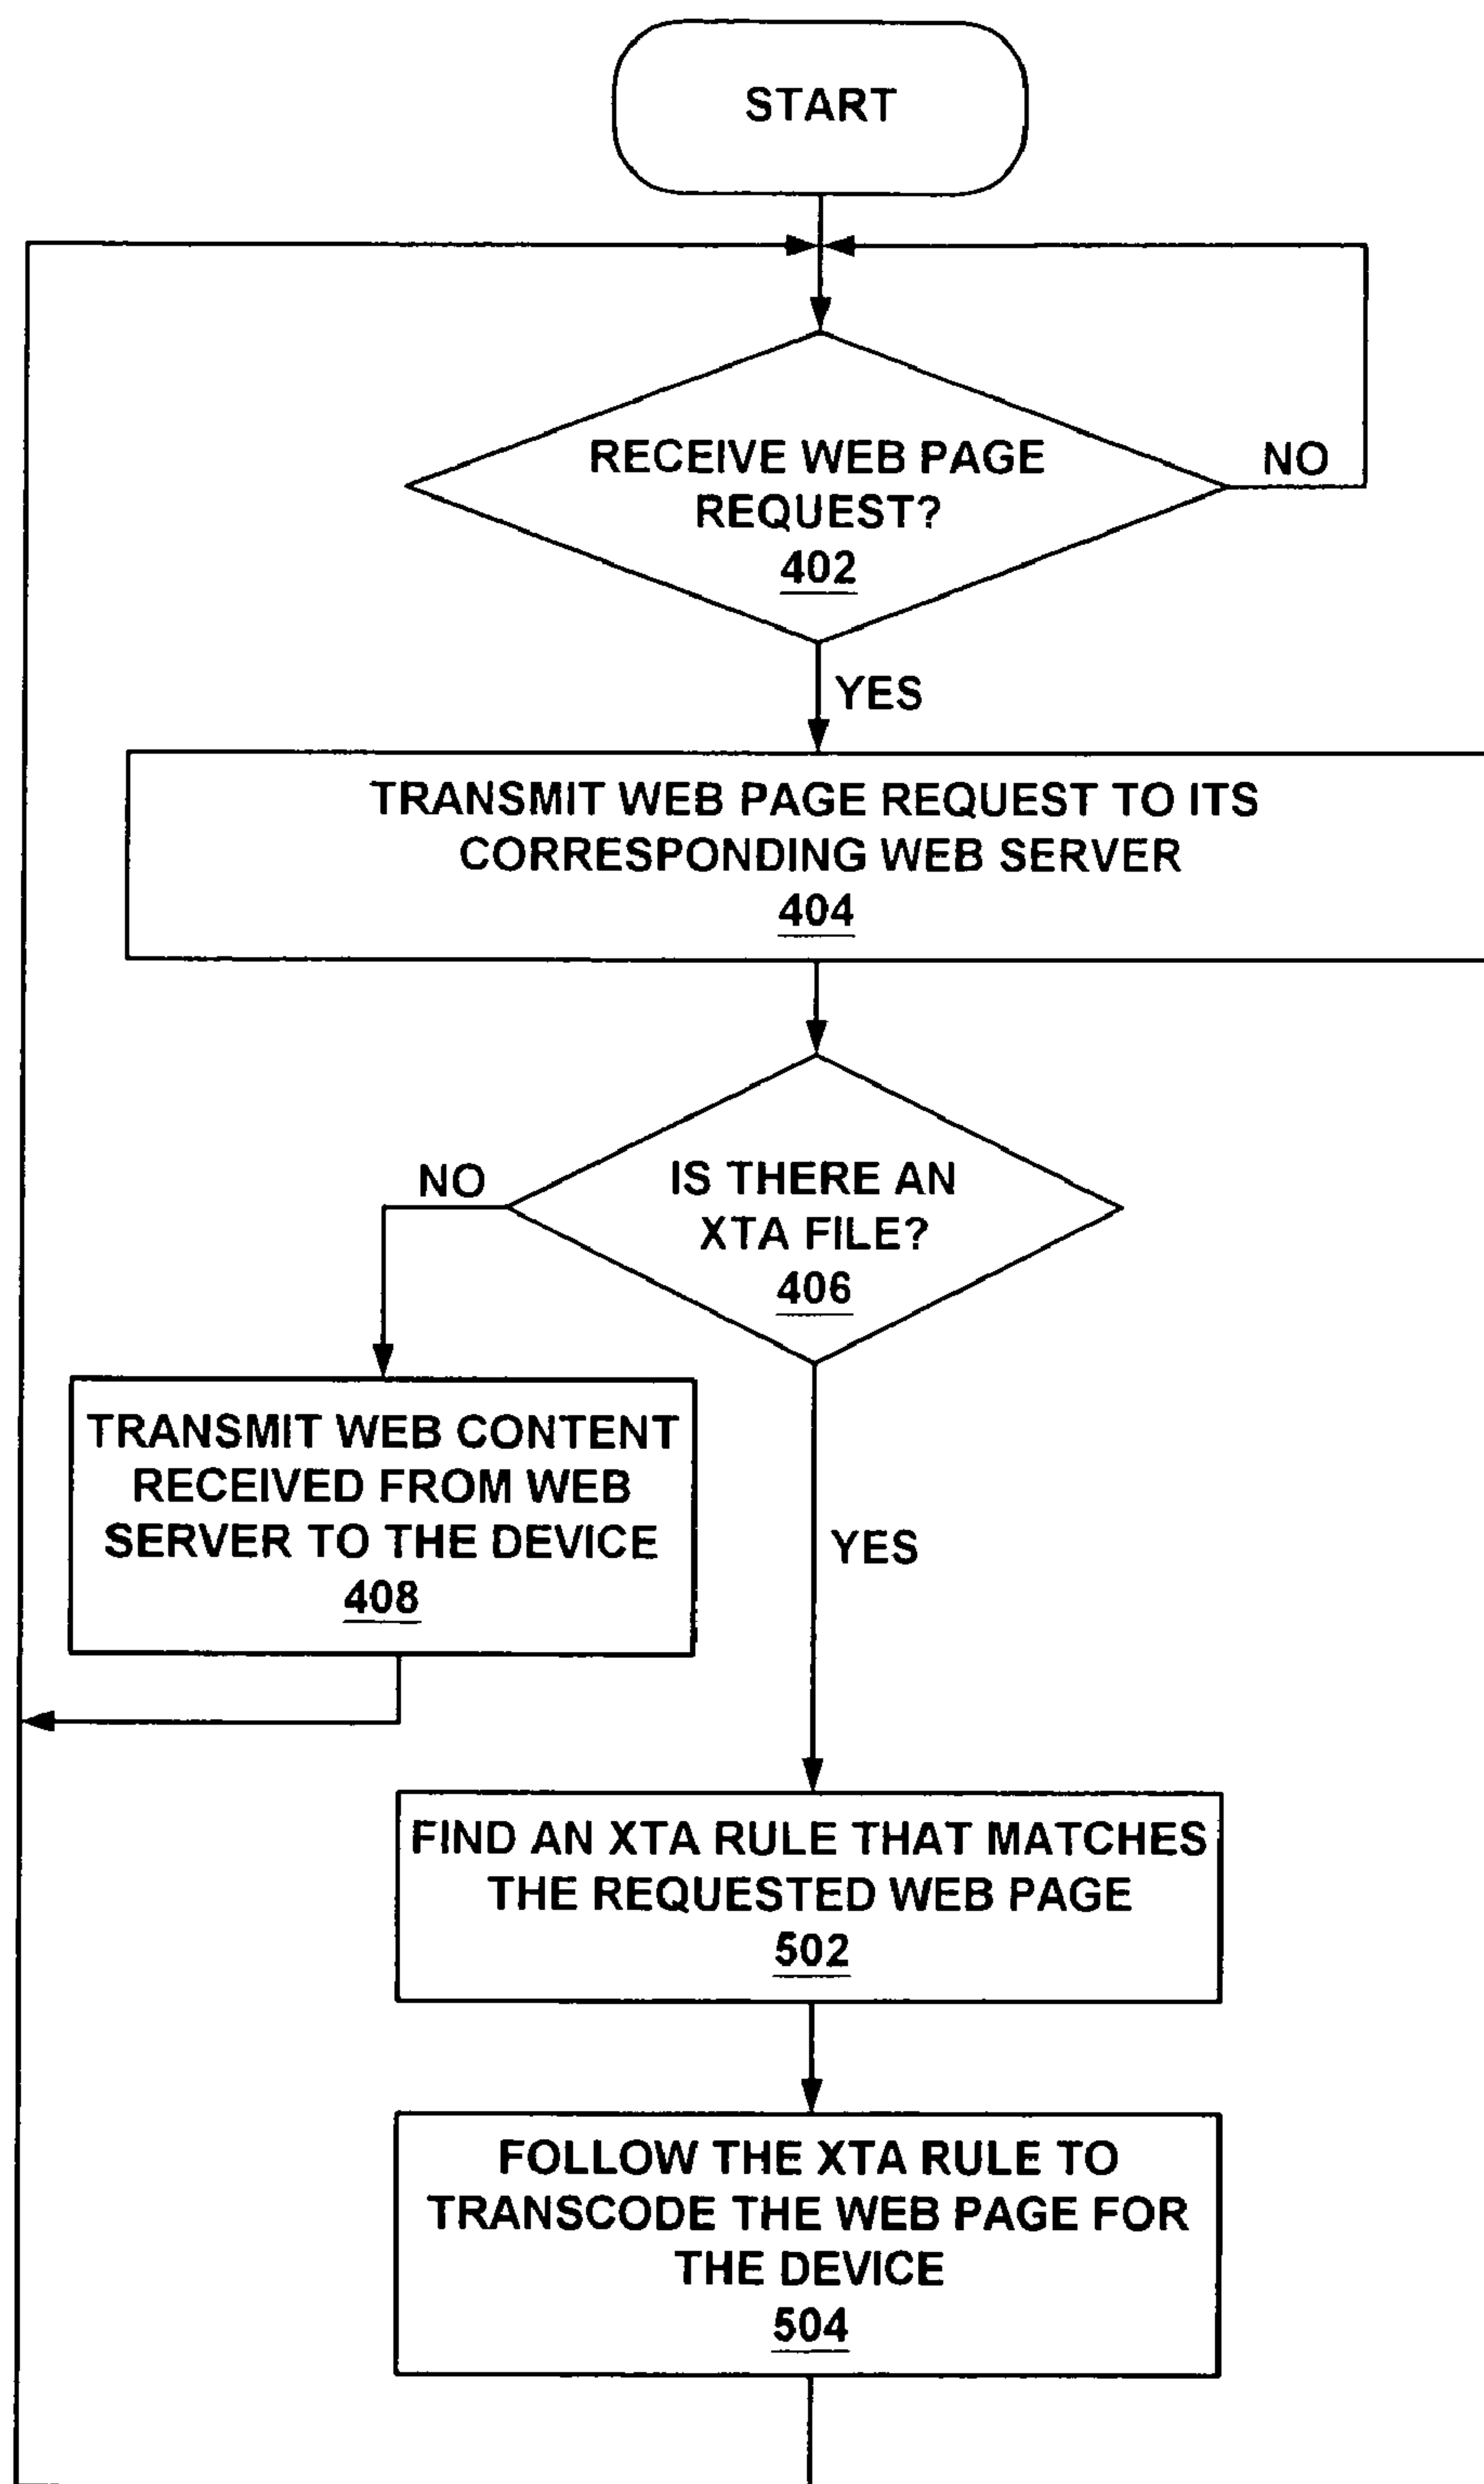 START
RECEIVE WEB PAGE
REQUEST?
402
NO
YES
TRANSMIT WEB PAGE REQUEST TO ITS
CORRESPONDING WEB SERVER
404
IS THERE AN
XTA FILE?
406
NO
TRANSMIT WEB CONTENT
RECEIVED FROM WEB
SERVER TO THE DEVICE
408
YES
FIND AN XTA RULE THAT MATCHES
THE REQUESTED WEB PAGE
502
FOLLOW THE XTA RULE TO
TRANSCODE THE WEB PAGE FOR
THE DEVICE
504